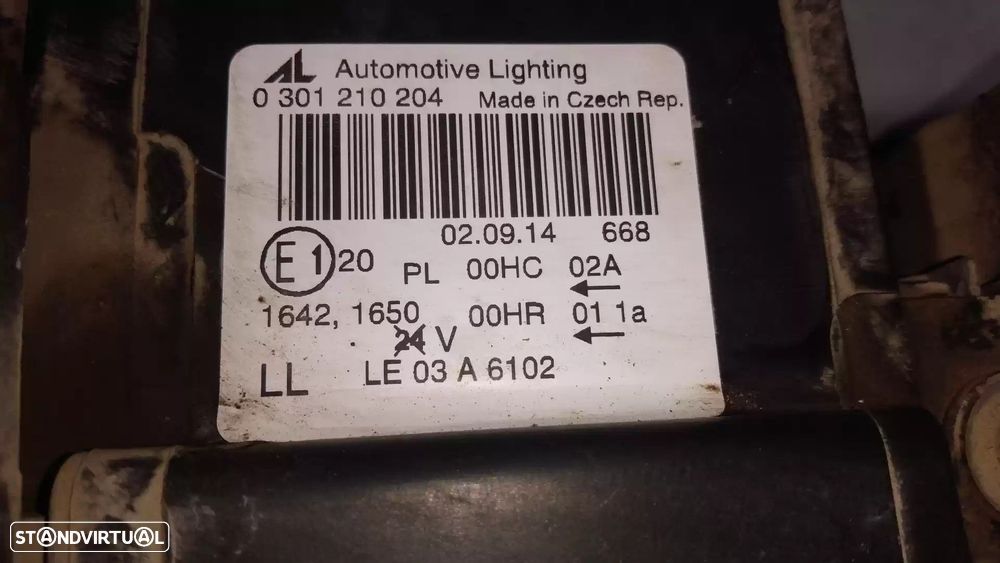 AL Automotive Lighting
0 301 210 204 Made in Czech Rep.
02.09.14 668
E1 20 PL 00HC 02A
←
1642, 1650 00HR 01 1a
24 V ←
LL LE 03 A 6102
STANDVIRTUAL